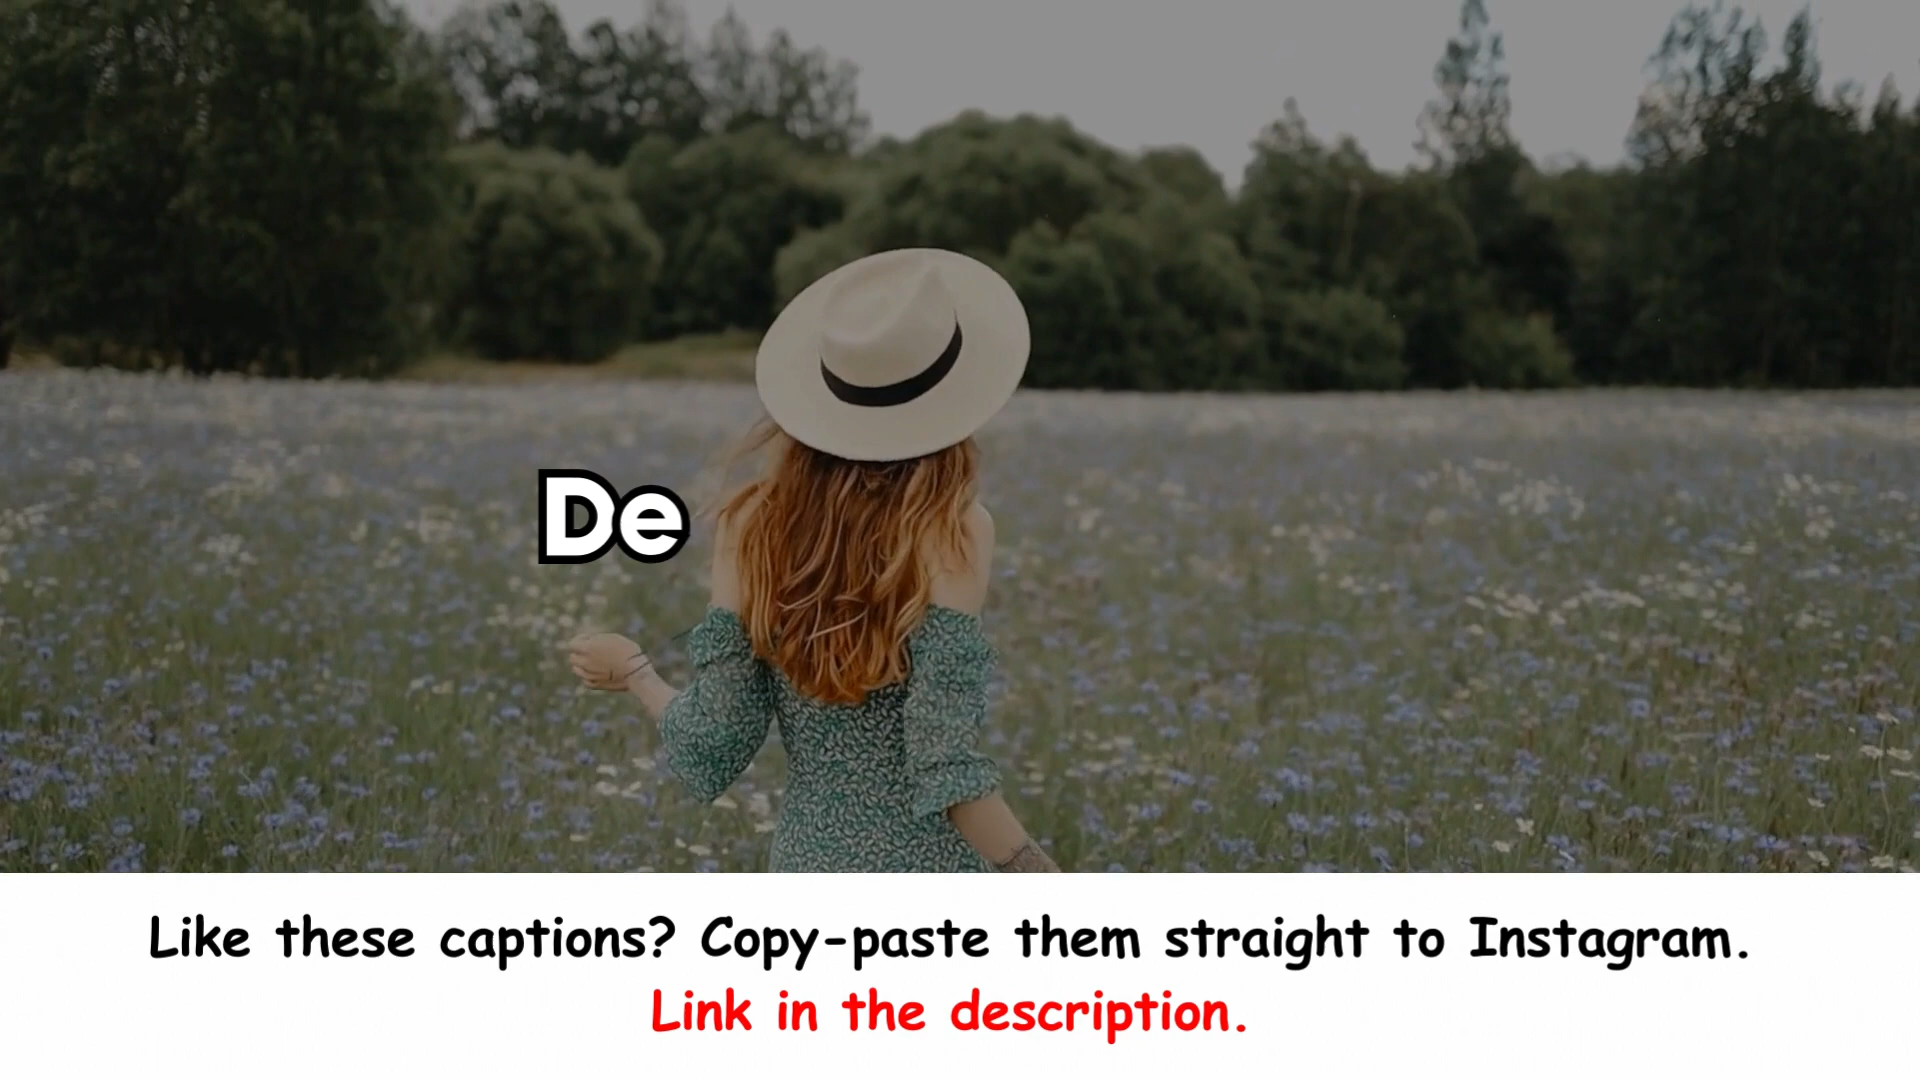 De
Like these captions? Copy-paste them straight to Instagram.
Link in the description.